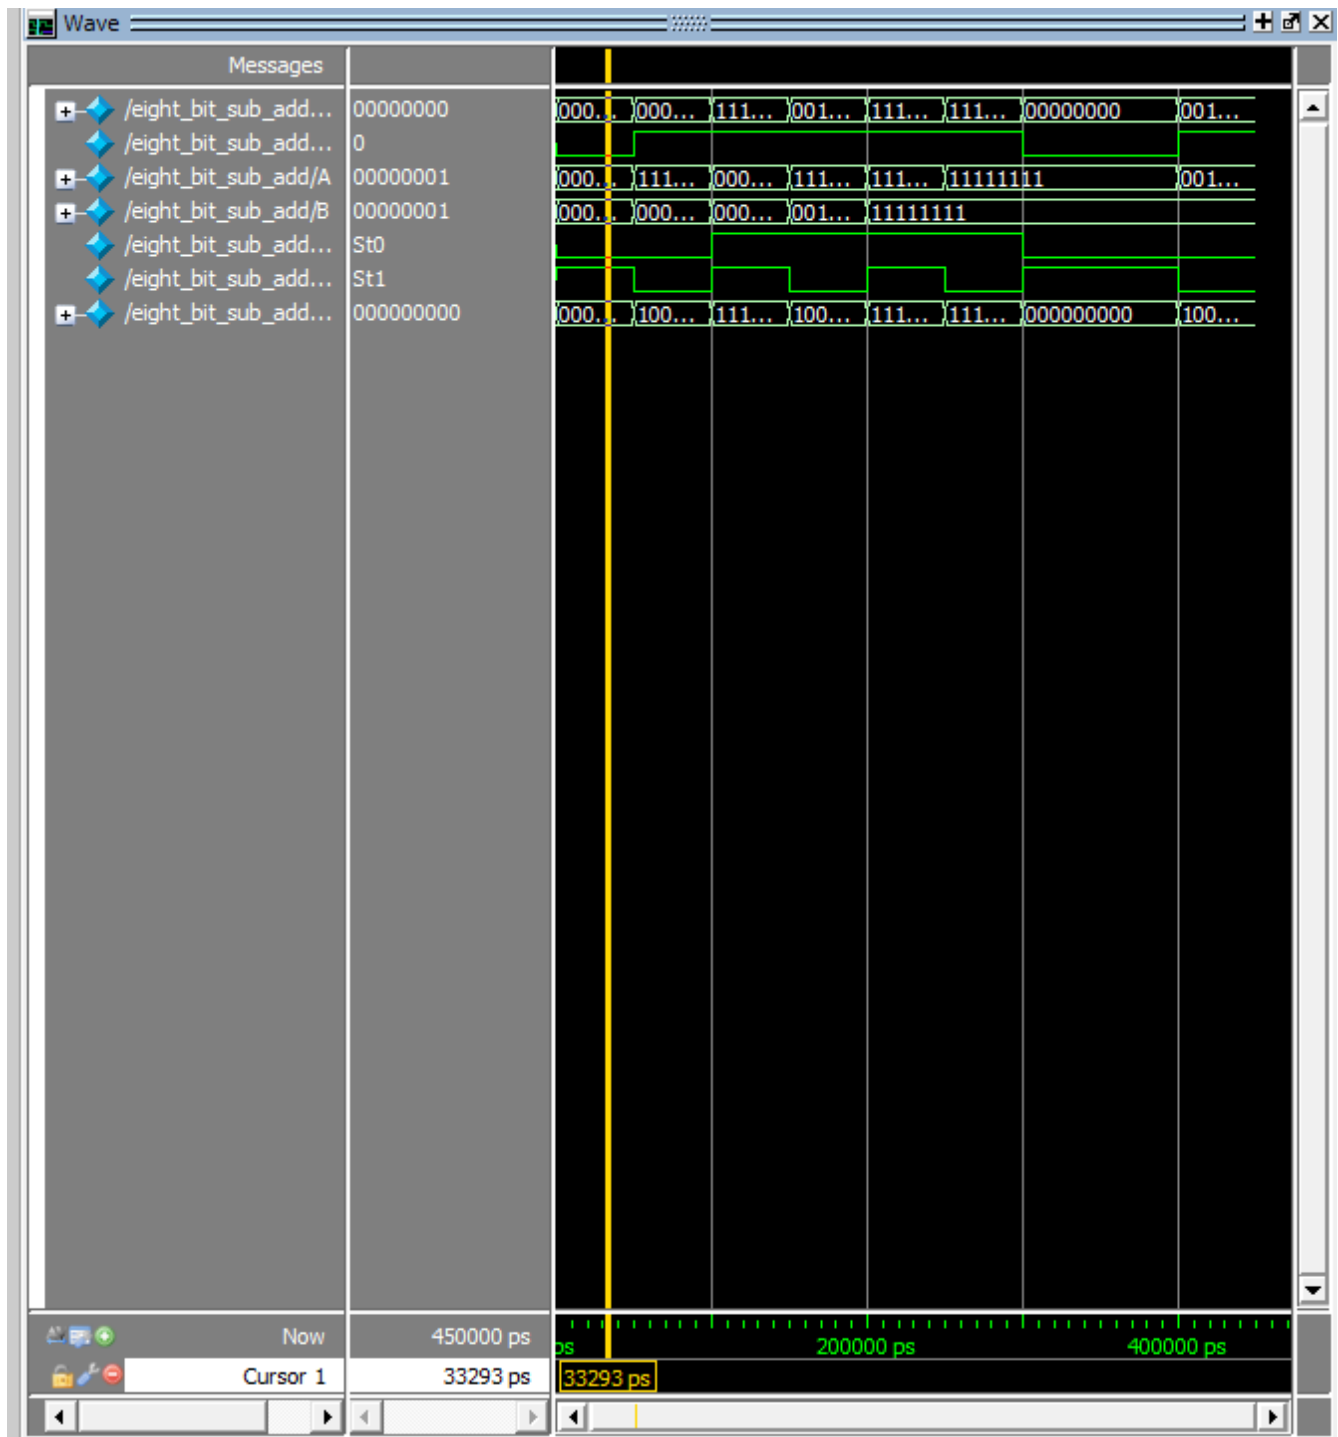 Wave
Messages
/eight_bit_sub_add... 00000000 000... 000... 111... 001... 111... 111... 00000000 001...
/eight_bit_sub_add... 0
/eight_bit_sub_add/A 00000001 000... 111... 000... 111... 111... 11111111 001...
/eight_bit_sub_add/B 00000001 000... 000... 000... 001... 11111111
/eight_bit_sub_add... St0
/eight_bit_sub_add... St1
/eight_bit_sub_add... 000000000 000... 100... 111... 100... 111... 111... 000000000 100...
Now 450000 ps ps 200000 ps 400000 ps
Cursor 1 33293 ps 33293 ps